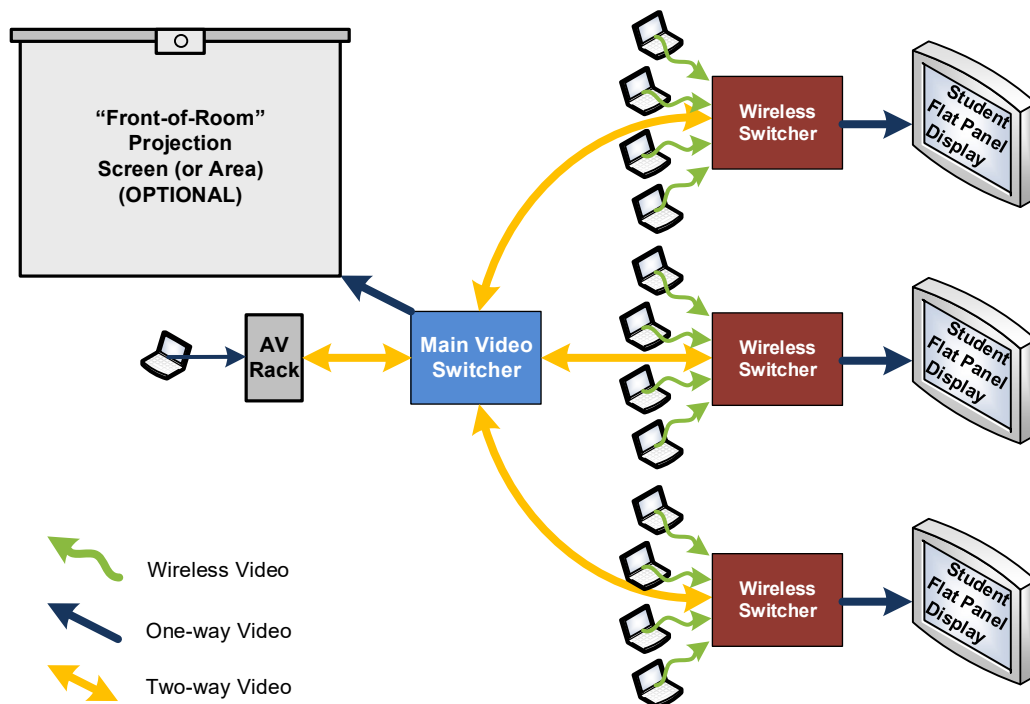 “Front-of-Room”
Projection
Screen (or Area)
(OPTIONAL)
AV
Rack
Main Video
Switcher
Wireless
Switcher
Student
Flat Panel
Display
Wireless
Switcher
Student
Flat Panel
Display
Wireless
Switcher
Student
Flat Panel
Display
Wireless Video
One-way Video
Two-way Video